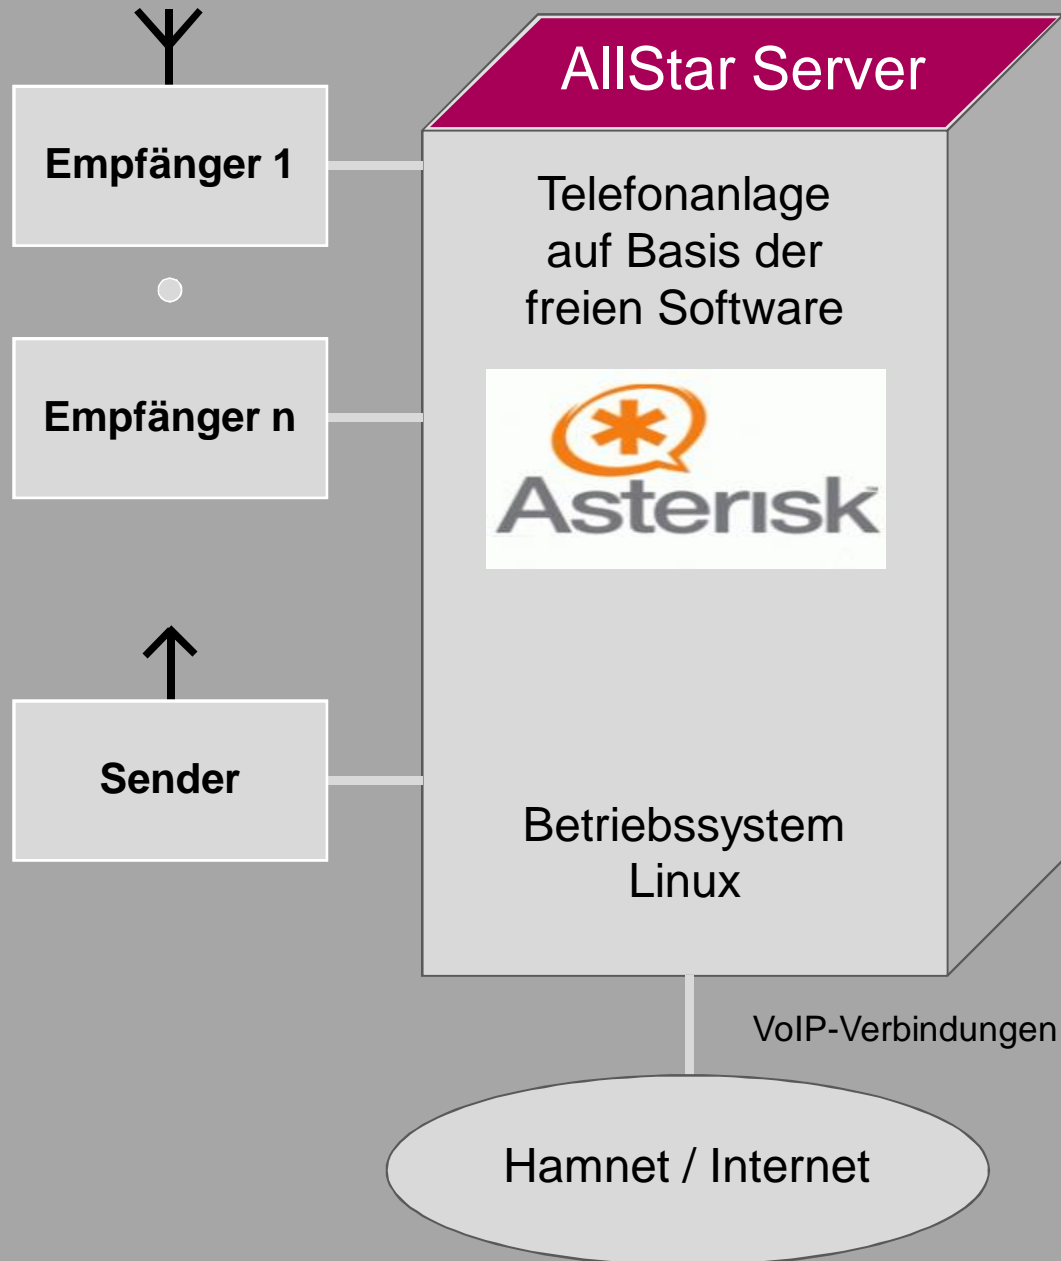 AllStar Server
Empfänger 1
Telefonanlage
auf Basis der
freien Software
Empfänger n
Asterisk
Sender
Betriebssystem
Linux
VoIP-Verbindungen
Hamnet / Internet